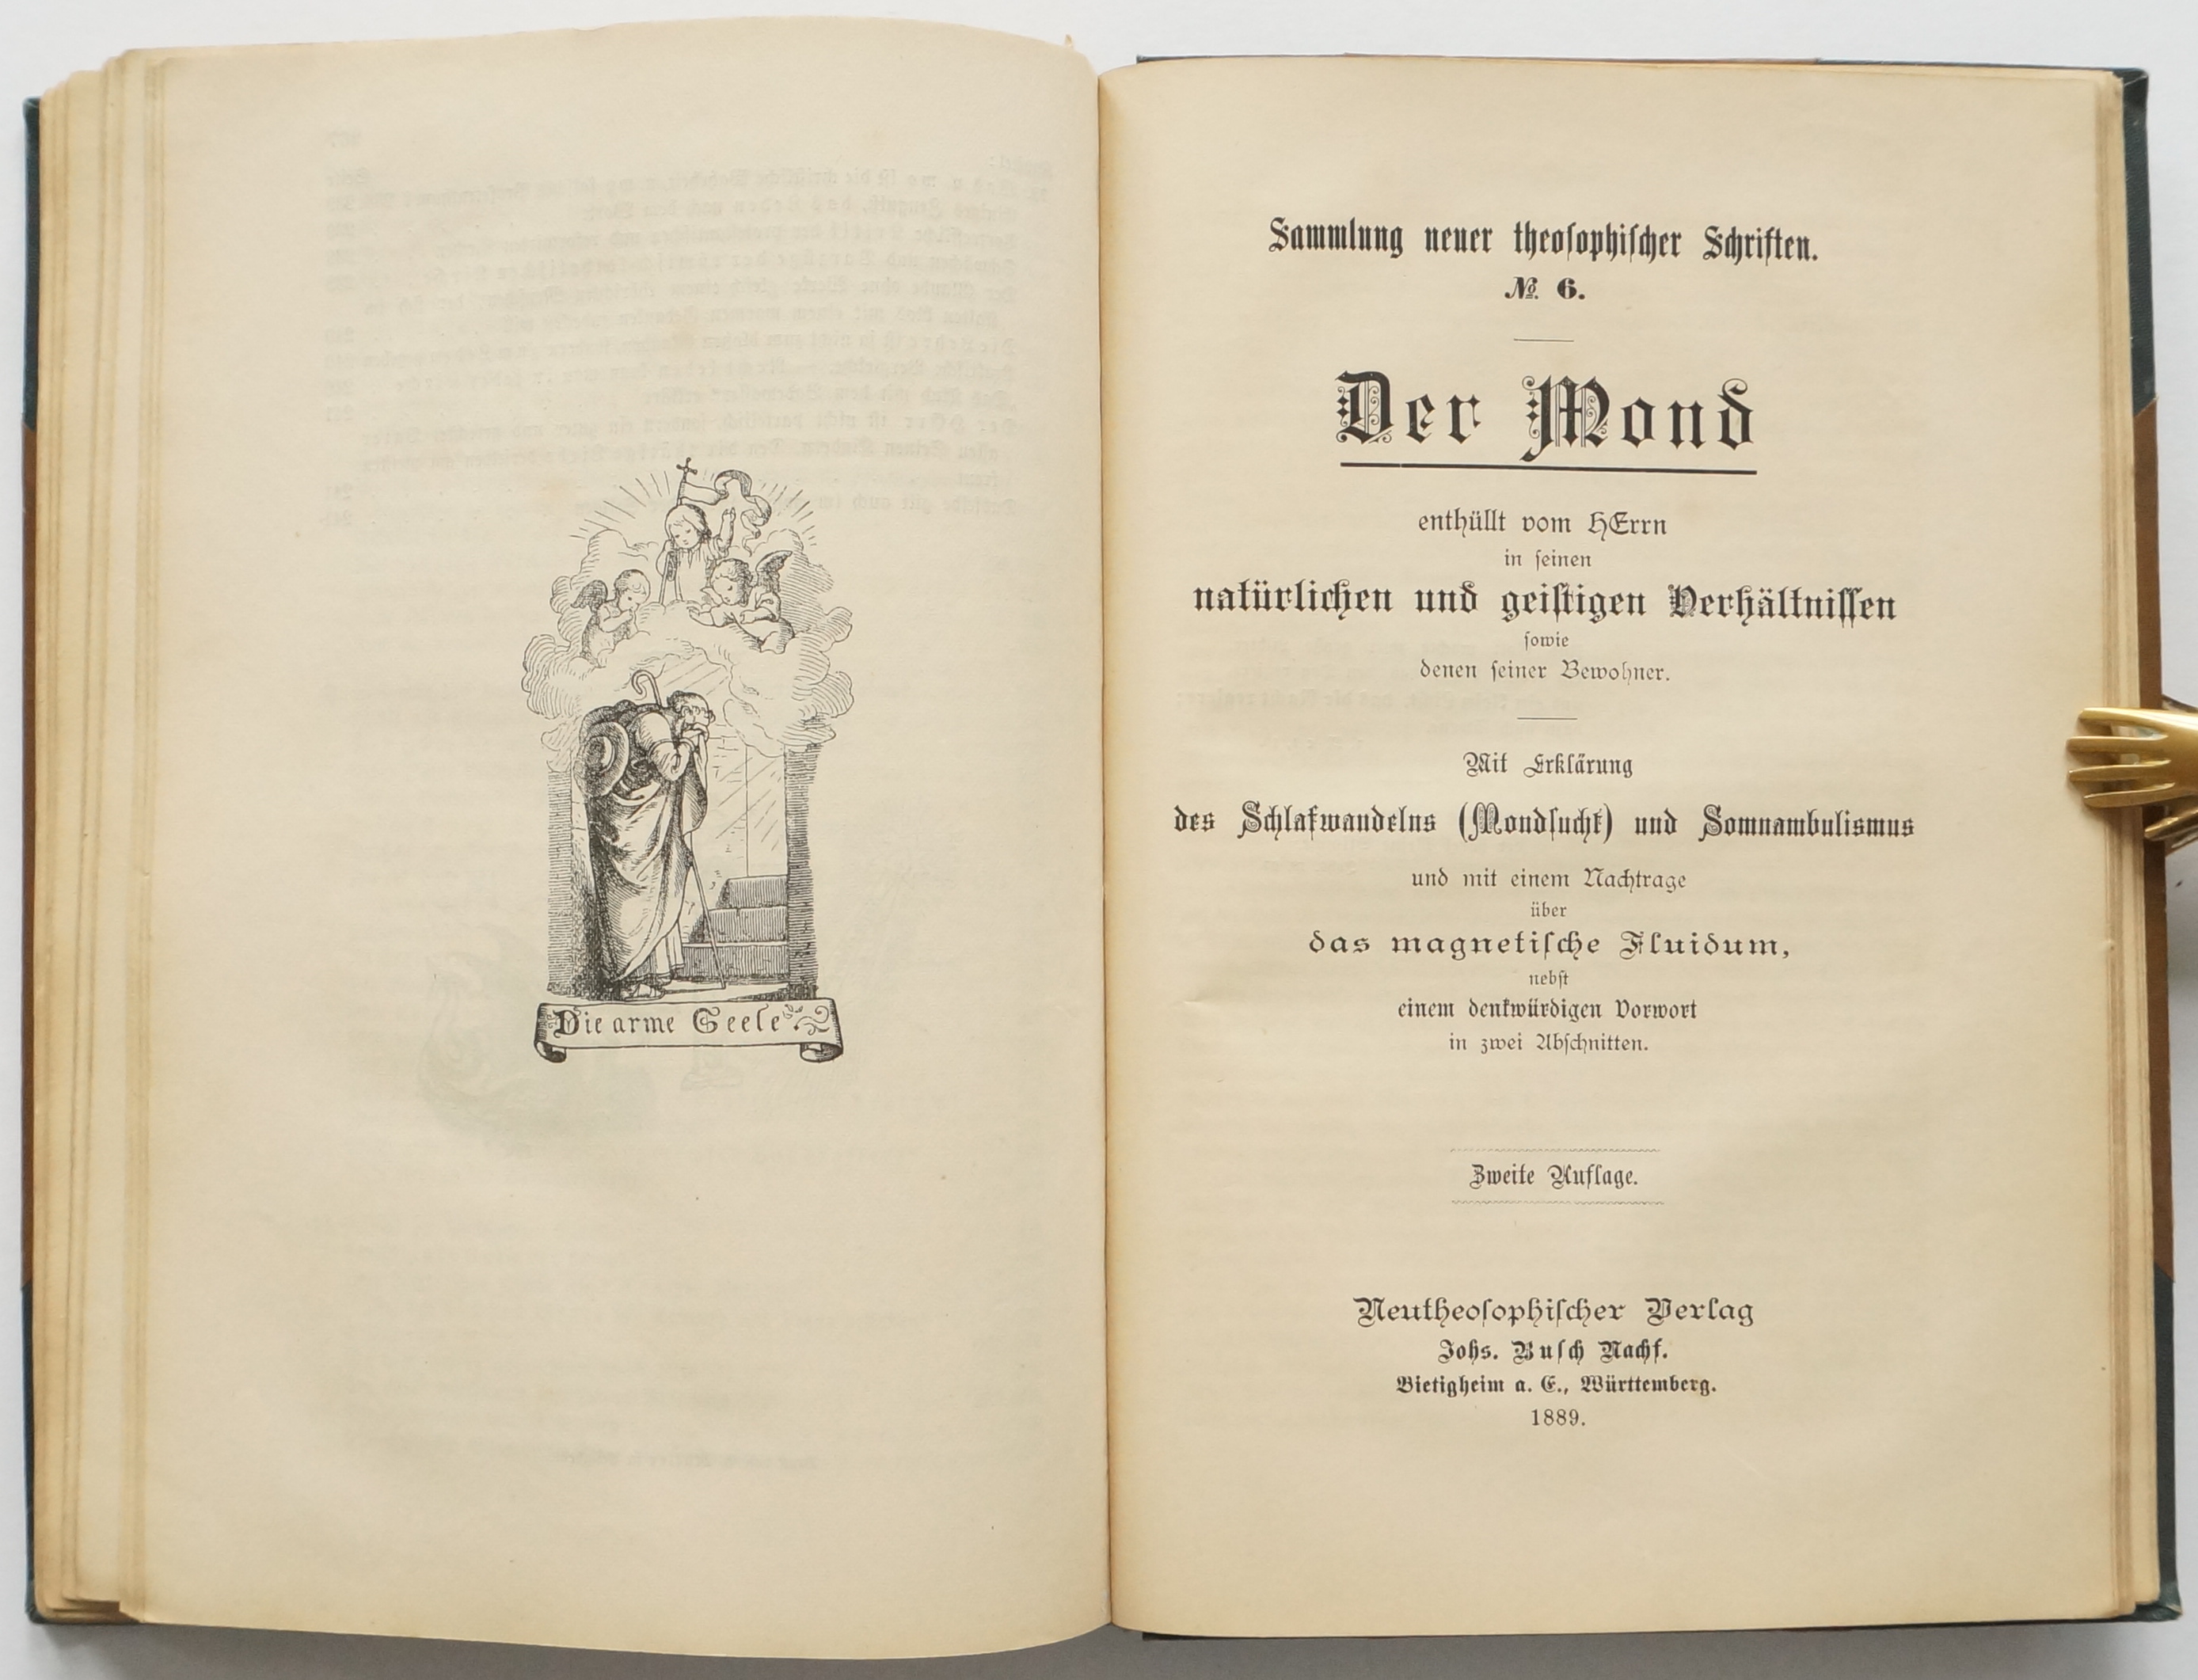 Die arme Seele
Sammlung neuer theosophischer Schriften.
№ 6.
Der Mond
enthüllt vom HErrn
in seinen
natürlichen und geistigen Verhältnissen
sowie
denen seiner Bewohner.
Mit Erklärung
des Schlafwandelns (Mondsucht) und Somnambulismus
und mit einem Nachtrage
über
das magnetische Fluidum,
nebst
einem denkwürdigen Vorwort
in zwei Abschnitten.
Zweite Auflage.
Neutheosophischer Verlag
Johs. Busch Nachf.
Bietigheim a. E., Württemberg.
1889.